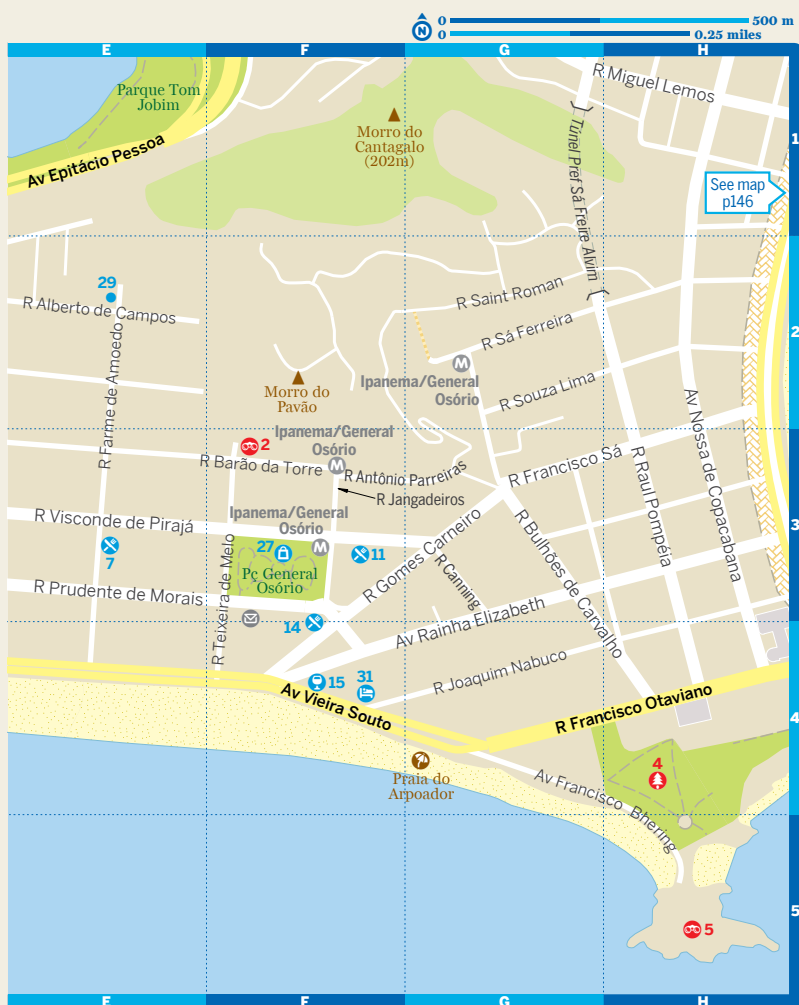 N
0
500 m
0
0.25 miles
E
F
G
H
Parque Tom
Jobim
Morro do
Cantagalo
(202m)
R Miguel Lemos
1
Av Epitácio Pessoa
Túnel Pref Sá Freire Alvim
See map
p146
29
R Alberto de Campos
R Saint Roman
R Sá Ferreira
2
M
Ipanema/General
Osório
Morro do
Pavão
R Souza Lima
R Farme de Amoedo
Av Nossa de Copacabana
2
Ipanema/General
Osório
R Barão da Torre
M
R Antônio Parreiras
R Jangadeiros
R Francisco Sá
R Raul Pompéia
R Visconde de Pirajá
Ipanema/General
Osório
3
7
27
M
11
Pç General
Osório
R Gomes Carneiro
R Canning
R Bulhões de Carvalho
R Prudente de Morais
R Teixeira de Melo
14
Av Rainha Elizabeth
15
31
R Joaquim Nabuco
Av Vieira Souto
R Francisco Otaviano
4
4
Praia do
Arpoador
Av Francisco Bhering
5
5
E
F
G
H